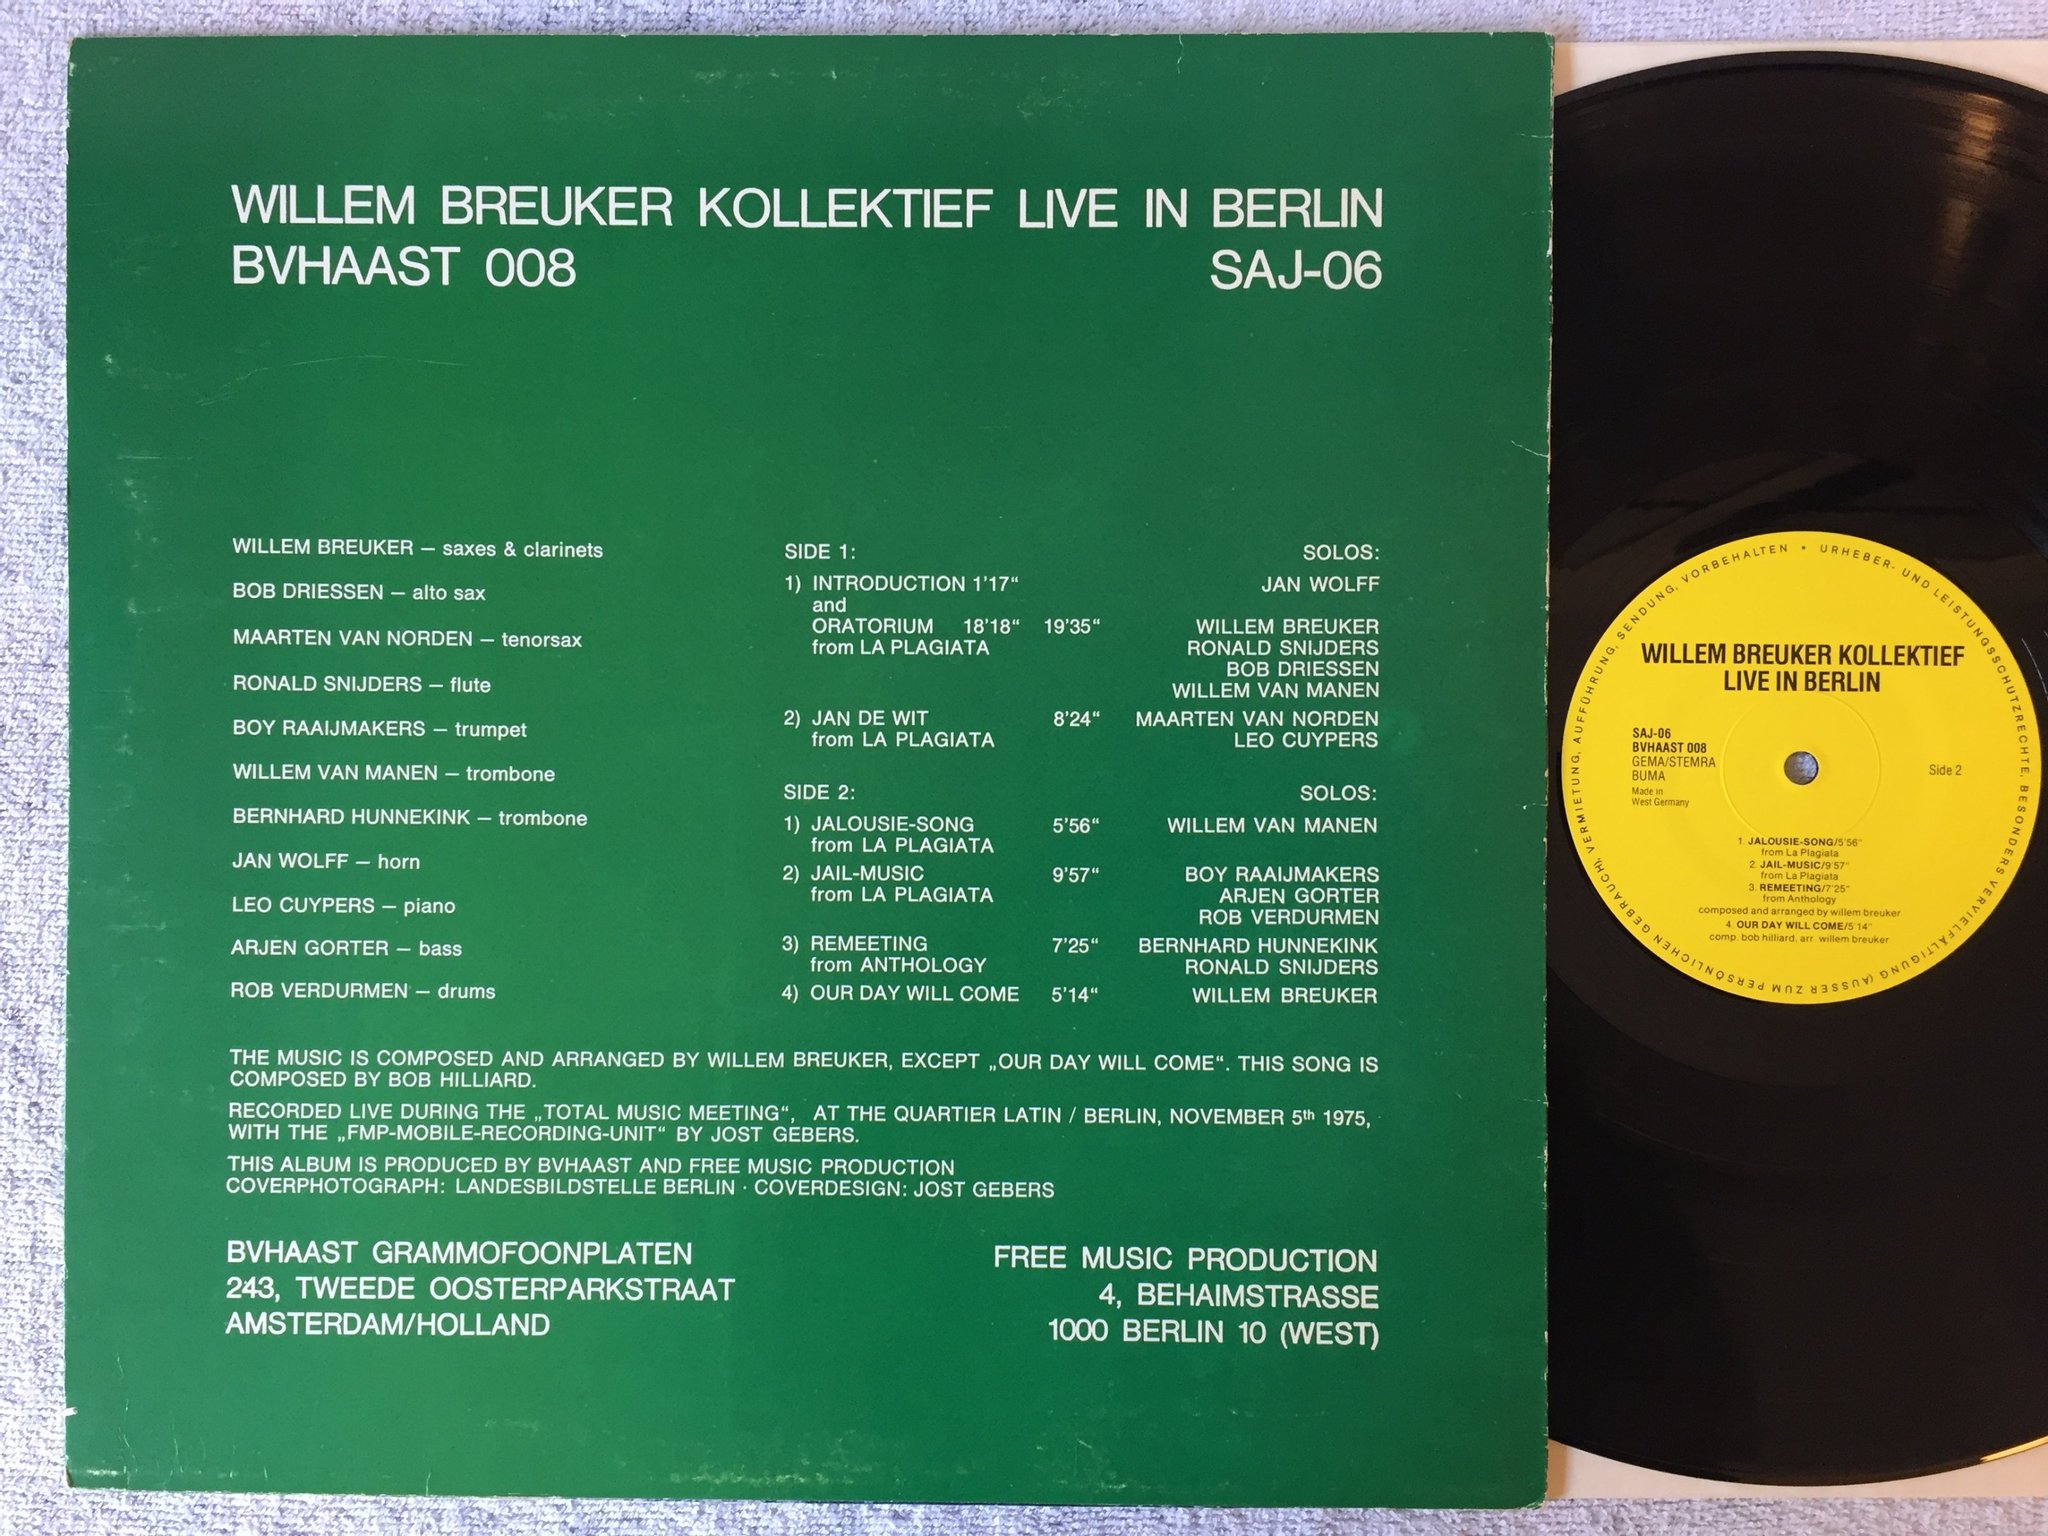 WILLEM BREUKER KOLLEKTIEF LIVE IN BERLIN
BVHAAST 008 SAJ-06
WILLEM BREUKER – saxes & clarinets
BOB DRIESSEN – alto sax
MAARTEN VAN NORDEN – tenorsax
RONALD SNIJDERS – flute
BOY RAAIJMAKERS – trumpet
WILLEM VAN MANEN – trombone
BERNHARD HUNNEKINK – trombone
JAN WOLFF – horn
LEO CUYPERS – piano
ARJEN GORTER – bass
ROB VERDURMEN – drums
SIDE 1: SOLOS:
1) INTRODUCTION 1'17“ JAN WOLFF
and
ORATORIUM 18'18“ 19'35“ WILLEM BREUKER
from LA PLAGIATA RONALD SNIJDERS
BOB DRIESSEN
WILLEM VAN MANEN
2) JAN DE WIT 8'24“ MAARTEN VAN NORDEN
from LA PLAGIATA LEO CUYPERS
SIDE 2: SOLOS:
1) JALOUSIE-SONG 5'56“ WILLEM VAN MANEN
from LA PLAGIATA
2) JAIL-MUSIC 9'57“ BOY RAAIJMAKERS
from LA PLAGIATA ARJEN GORTER
ROB VERDURMEN
3) REMEETING 7'25“ BERNHARD HUNNEKINK
from ANTHOLOGY RONALD SNIJDERS
4) OUR DAY WILL COME 5'14“ WILLEM BREUKER
THE MUSIC IS COMPOSED AND ARRANGED BY WILLEM BREUKER, EXCEPT „OUR DAY WILL COME“. THIS SONG IS
COMPOSED BY BOB HILLIARD.
RECORDED LIVE DURING THE „TOTAL MUSIC MEETING“, AT THE QUARTIER LATIN / BERLIN, NOVEMBER 5th 1975,
WITH THE „FMP-MOBILE-RECORDING-UNIT“ BY JOST GEBERS.
THIS ALBUM IS PRODUCED BY BVHAAST AND FREE MUSIC PRODUCTION
COVERPHOTOGRAPH: LANDESBILDSTELLE BERLIN · COVERDESIGN: JOST GEBERS
BVHAAST GRAMMOFOONPLATEN
243, TWEEDE OOSTERPARKSTRAAT
AMSTERDAM/HOLLAND
FREE MUSIC PRODUCTION
4, BEHAIMSTRASSE
1000 BERLIN 10 (WEST)
URHEBER- UND LEISTUNGSSCHUTZRECHTE, BESONDERS VERVIELFÄLTIGUNG (AUSSER ZUM PERSÖNLICHEN GEBRAUCH), VERMIETUNG, AUFFÜHRUNG, SENDUNG, VORBEHALTEN •
WILLEM BREUKER KOLLEKTIEF
LIVE IN BERLIN
SAJ-06
BVHAAST 008
GEMA/STEMRA
BUMA
Made in
West Germany
Side 2
1. JALOUSIE-SONG/5'56“
from La Plagiata
2. JAIL-MUSIC/9'57“
from La Plagiata
3. REMEETING/7'25“
from Anthology
composed and arranged by willem breuker
4. OUR DAY WILL COME/5'14“
comp. bob hilliard, arr. willem breuker